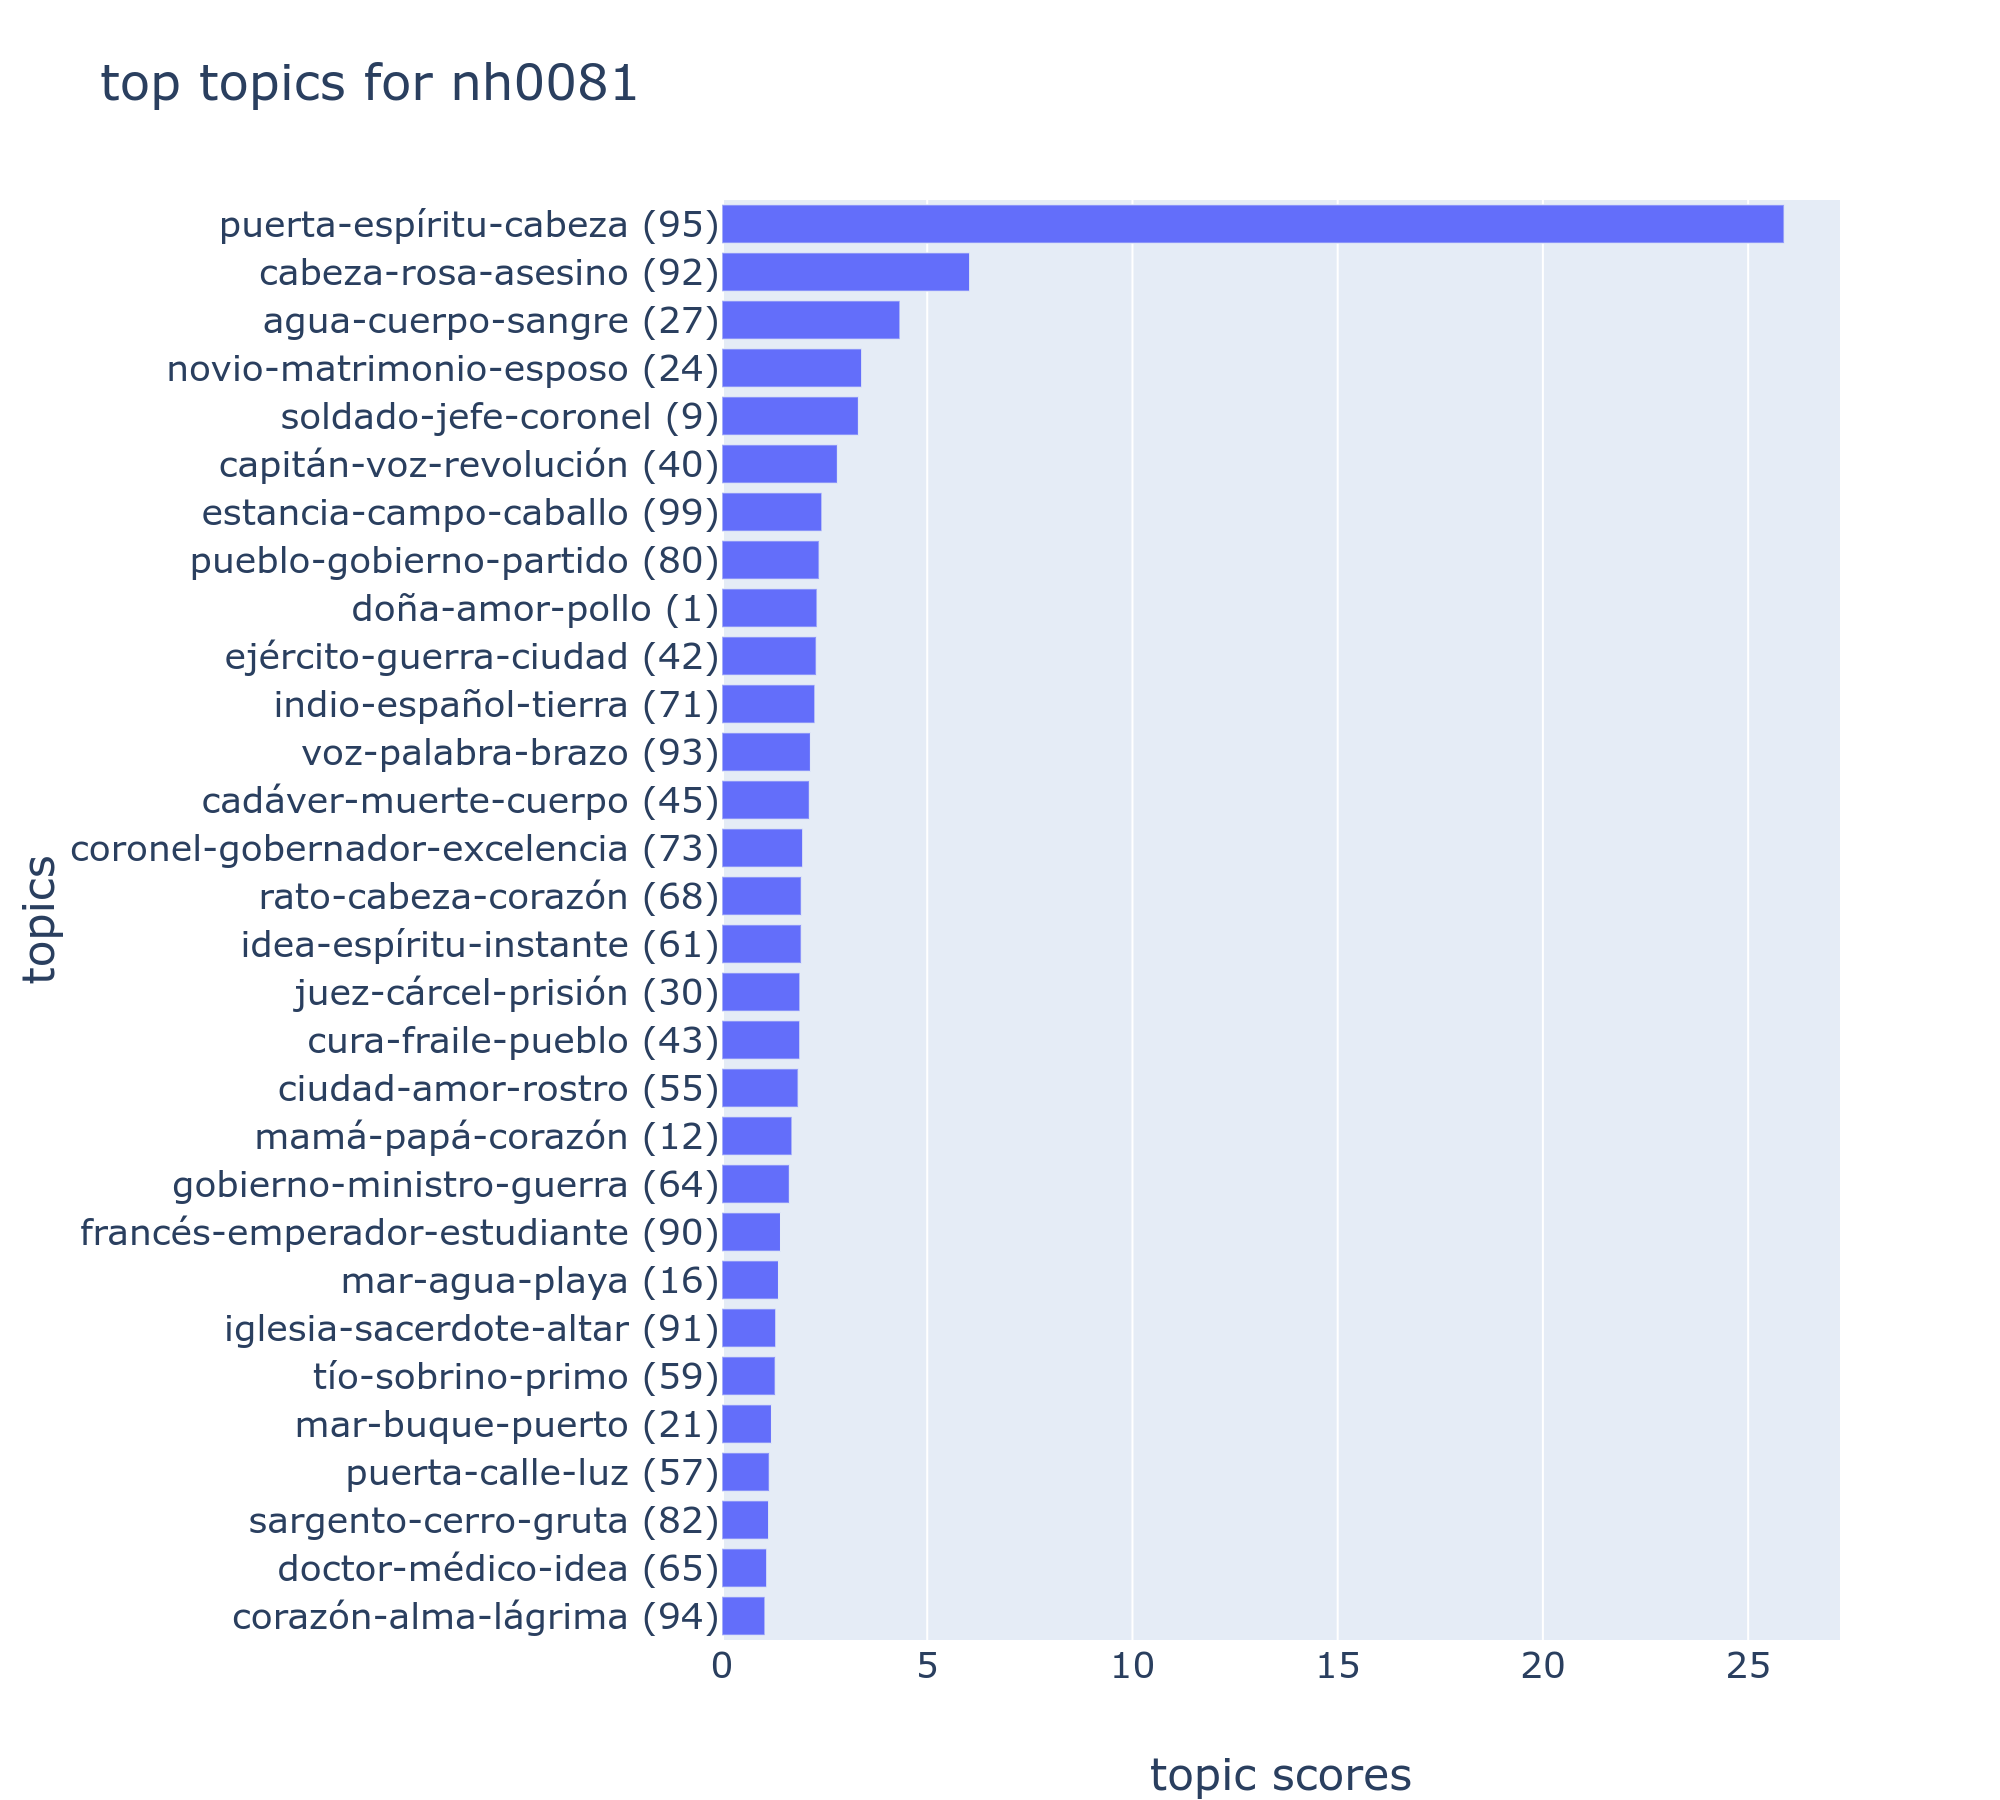 top topics for nh0081
puerta-espíritu-cabeza (95)
cabeza-rosa-asesino (92)
agua-cuerpo-sangre (27)
novio-matrimonio-esposo (24)
soldado-jefe-coronel (9)
capitán-voz-revolución (40)
estancia-campo-caballo (99)
pueblo-gobierno-partido (80)
doña-amor-pollo (1)
ejército-guerra-ciudad (42)
indio-español-tierra (71)
voz-palabra-brazo (93)
cadáver-muerte-cuerpo (45)
coronel-gobernador-excelencia (73)
rato-cabeza-corazón (68)
idea-espíritu-instante (61)
juez-cárcel-prisión (30)
cura-fraile-pueblo (43)
ciudad-amor-rostro (55)
mamá-papá-corazón (12)
gobierno-ministro-guerra (64)
francés-emperador-estudiante (90)
mar-agua-playa (16)
iglesia-sacerdote-altar (91)
tío-sobrino-primo (59)
mar-buque-puerto (21)
puerta-calle-luz (57)
sargento-cerro-gruta (82)
doctor-médico-idea (65)
corazón-alma-lágrima (94)
topics
0 5 10 15 20 25
topic scores